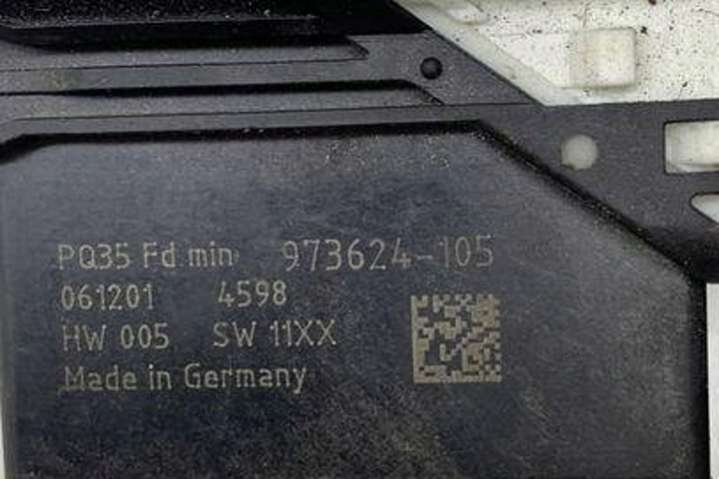 PQ35 Fd min 973624-105
061201 4598
HW 005 SW 11XX
Made in Germany